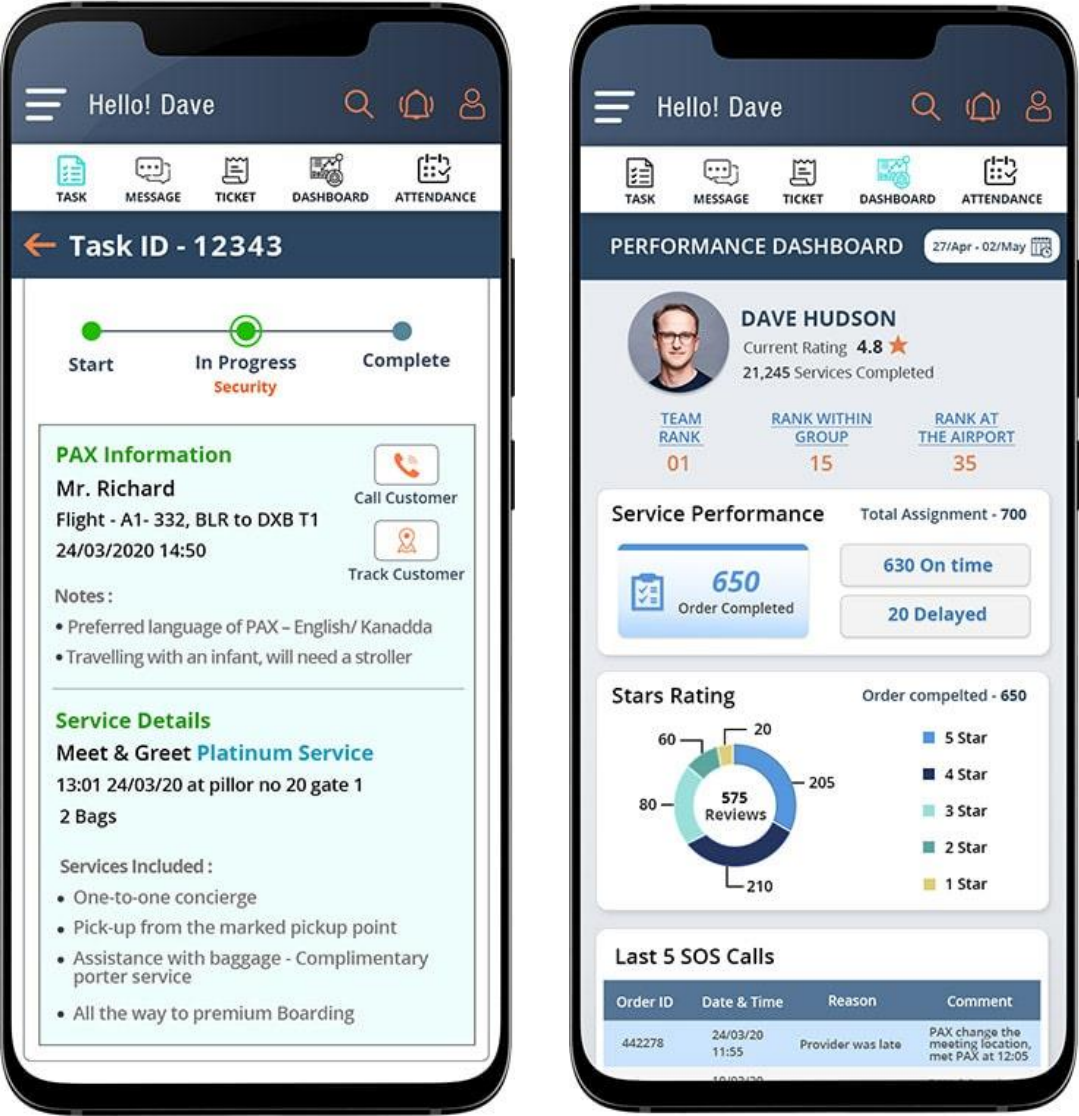 Hello! Dave
TASK
MESSAGE
TICKET
DASHBOARD
ATTENDANCE
Task ID - 12343
Start
In Progress
Complete
Security
PAX Information
Mr. Richard
Flight - A1- 332, BLR to DXB T1
24/03/2020 14:50
Call Customer
Track Customer
Notes :
• Preferred language of PAX – English/ Kanadda
• Travelling with an infant, will need a stroller
Service Details
Meet & Greet Platinum Service
13:01 24/03/20 at pillor no 20 gate 1
2 Bags
Services Included :
• One-to-one concierge
• Pick-up from the marked pickup point
• Assistance with baggage - Complimentary
porter service
• All the way to premium Boarding
Hello! Dave
TASK
MESSAGE
TICKET
DASHBOARD
ATTENDANCE
PERFORMANCE DASHBOARD
27/Apr - 02/May
DAVE HUDSON
Current Rating 4.8
21,245 Services Completed
TEAM
RANK
01
RANK WITHIN
GROUP
15
RANK AT
THE AIRPORT
35
Service Performance
Total Assignment - 700
650
Order Completed
630 On time
20 Delayed
Stars Rating
Order compelted - 650
20
60
205
80
575
Reviews
210
5 Star
4 Star
3 Star
2 Star
1 Star
Last 5 SOS Calls
Order ID
Date & Time
Reason
Comment
442278
24/03/20
11:55
Provider was late
PAX change the
meeting location,
met PAX at 12:05